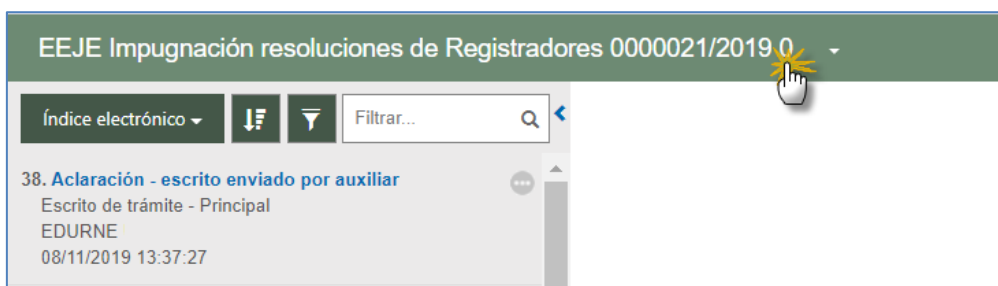 EEJE Impugnación resoluciones de Registradores 0000021/2019 0
Índice electrónico
Filtrar...
38. Aclaración - escrito enviado por auxiliar
Escrito de trámite - Principal
EDURNE
08/11/2019 13:37:27